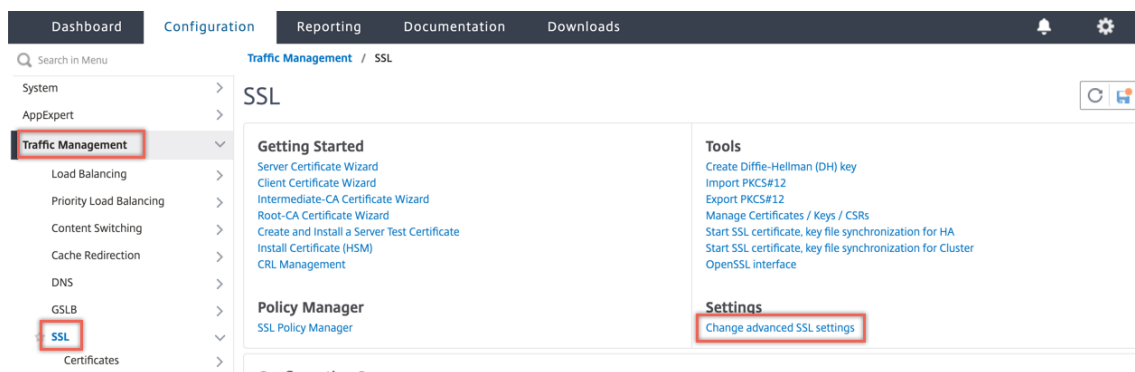 Dashboard Configuration Reporting Documentation Downloads
Search in Menu
Traffic Management / SSL
System
AppExpert
Traffic Management
Load Balancing
Priority Load Balancing
Content Switching
Cache Redirection
DNS
GSLB
SSL
Certificates
SSL
Getting Started
Server Certificate Wizard
Client Certificate Wizard
Intermediate-CA Certificate Wizard
Root-CA Certificate Wizard
Create and Install a Server Test Certificate
Install Certificate (HSM)
CRL Management
Tools
Create Diffie-Hellman (DH) key
Import PKCS#12
Export PKCS#12
Manage Certificates / Keys / CSRs
Start SSL certificate, key file synchronization for HA
Start SSL certificate, key file synchronization for Cluster
OpenSSL interface
Policy Manager
SSL Policy Manager
Settings
Change advanced SSL settings